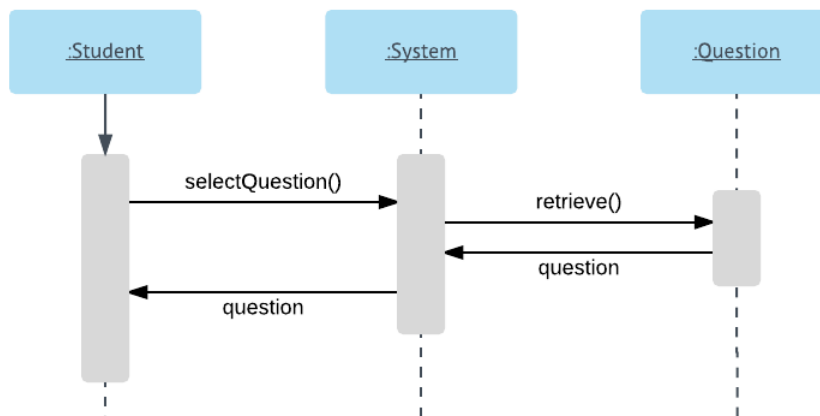 :Student
:System
:Question
selectQuestion()
retrieve()
question
question